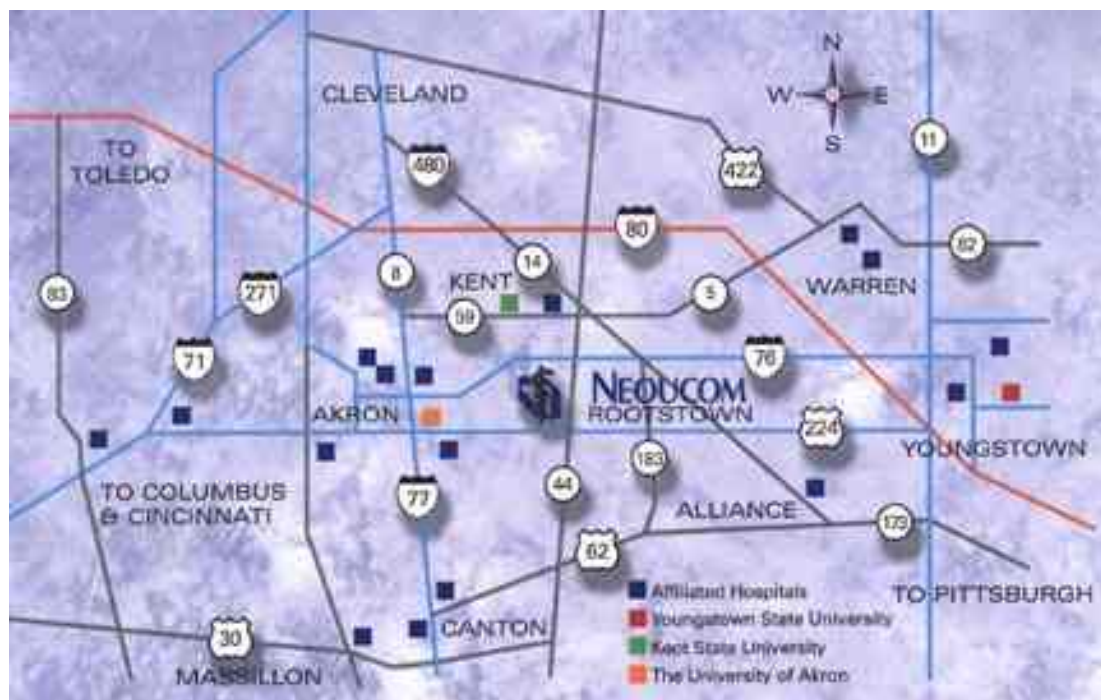 N
W E
S
CLEVELAND
11
TO
TOLEDO
480
422
80
8
14
82
KENT
83
271
5
WARREN
59
71
76
NEOUCOM
ROOTSTOWN
AKRON
224
YOUNGSTOWN
183
TO COLUMBUS
& CINCINNATI
77
44
ALLIANCE
173
62
Affiliated Hospitals
TO PITTSBURGH
Youngstown State University
CANTON
30
Kent State University
MASSILLON
The University of Akron